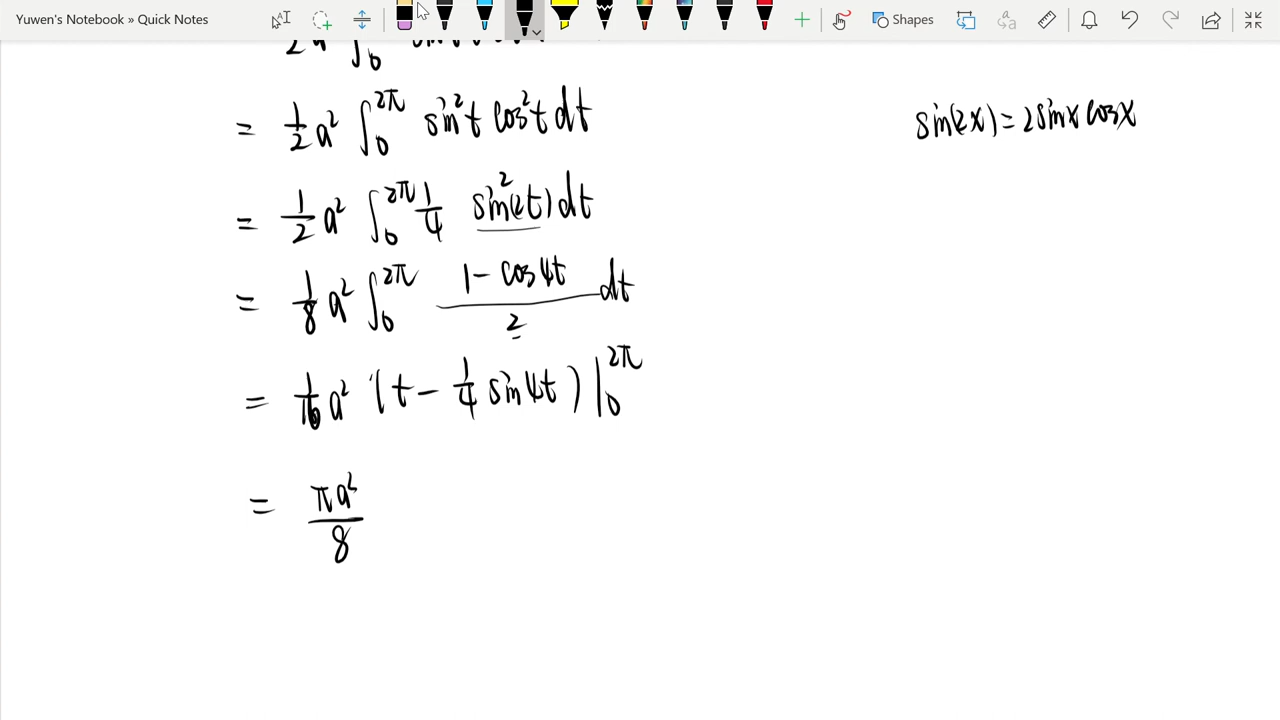 Yuwen's Notebook » Quick Notes
Shapes
= 1/2 a² ∫₀^2π sin²t cos²t dt
sin(2x) = 2 sinx cosx
= 1/2 a² ∫₀^2π 1/4 sin²(2t) dt
= 1/8 a² ∫₀^2π (1 - cos4t)/2 dt
= 1/16 a² (t - 1/4 sin4t) |₀^2π
= πa²/8